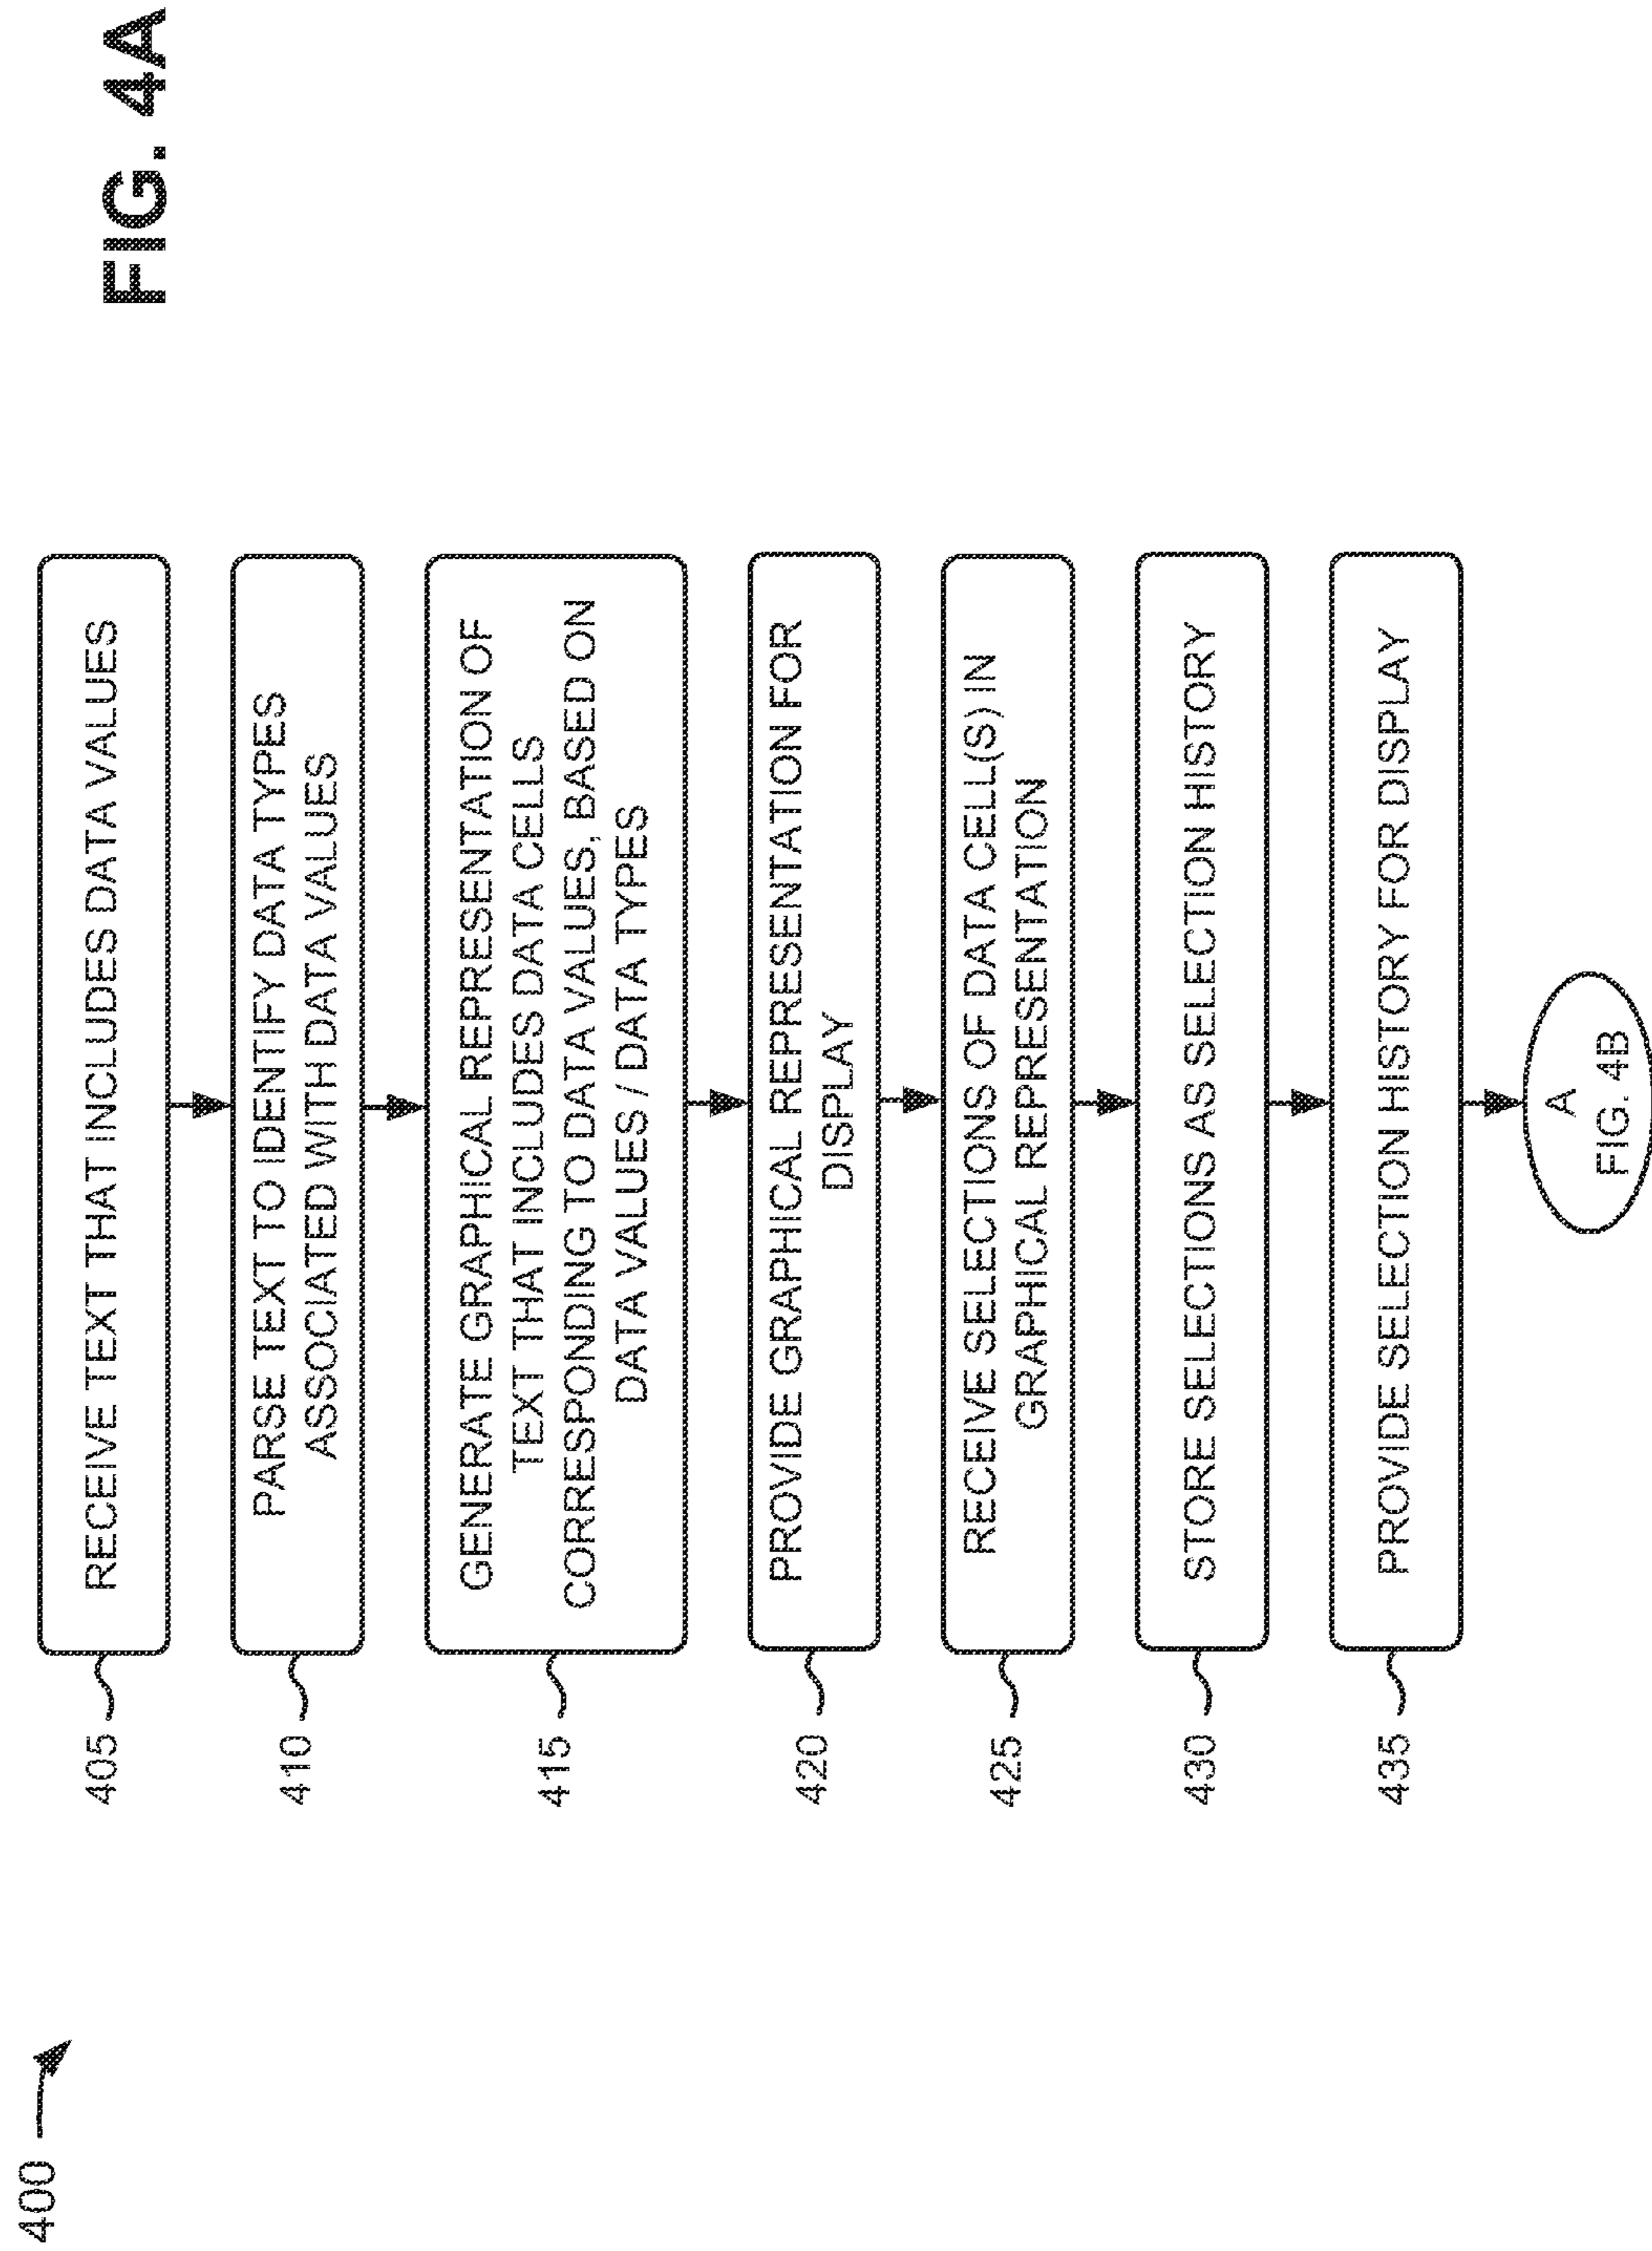 400
FIG. 4A
405
RECEIVE TEXT THAT INCLUDES DATA VALUES
410
PARSE TEXT TO IDENTIFY DATA TYPES
ASSOCIATED WITH DATA VALUES
415
GENERATE GRAPHICAL REPRESENTATION OF
TEXT THAT INCLUDES DATA CELLS
CORRESPONDING TO DATA VALUES, BASED ON
DATA VALUES / DATA TYPES
420
PROVIDE GRAPHICAL REPRESENTATION FOR
DISPLAY
425
RECEIVE SELECTIONS OF DATA CELL(S) IN
GRAPHICAL REPRESENTATION
430
STORE SELECTIONS AS SELECTION HISTORY
435
PROVIDE SELECTION HISTORY FOR DISPLAY
A
FIG. 4B